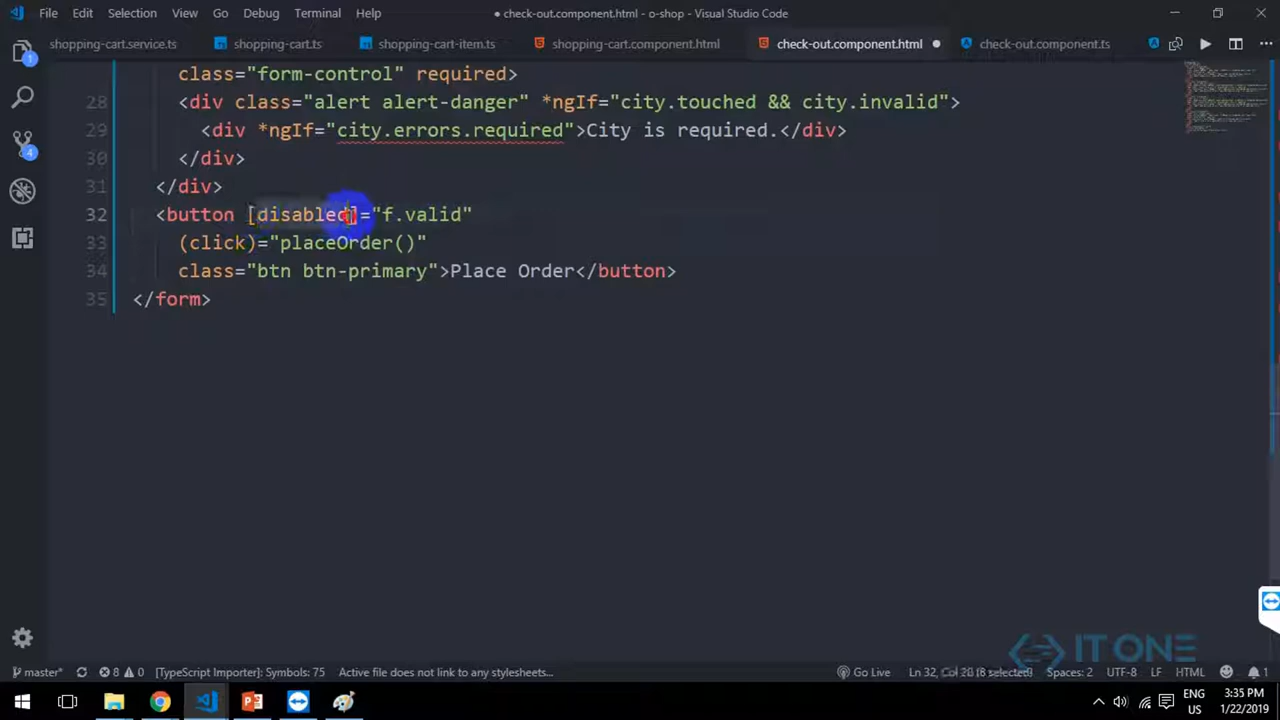 File Edit Selection View Go Debug Terminal Help
● check-out.component.html - o-shop - Visual Studio Code
shopping-cart.service.ts shopping-cart.ts shopping-cart-item.ts shopping-cart.component.html check-out.component.html check-out.component.ts
class="form-control" required>
28 <div class="alert alert-danger" *ngIf="city.touched && city.invalid">
29 <div *ngIf="city.errors.required">City is required.</div>
30 </div>
31 </div>
32 <button [disabled]="f.valid"
33 (click)="placeOrder()"
34 class="btn btn-primary">Place Order</button>
35 </form>
1
4
IT ONE
master* 8 0 [TypeScript Importer]: Symbols: 75 Active file does not link to any stylesheets... Go Live Ln 32, Col selected) Spaces: 2 UTF-8 LF HTML 1
ENG 3:35 PM
US 1/22/2019